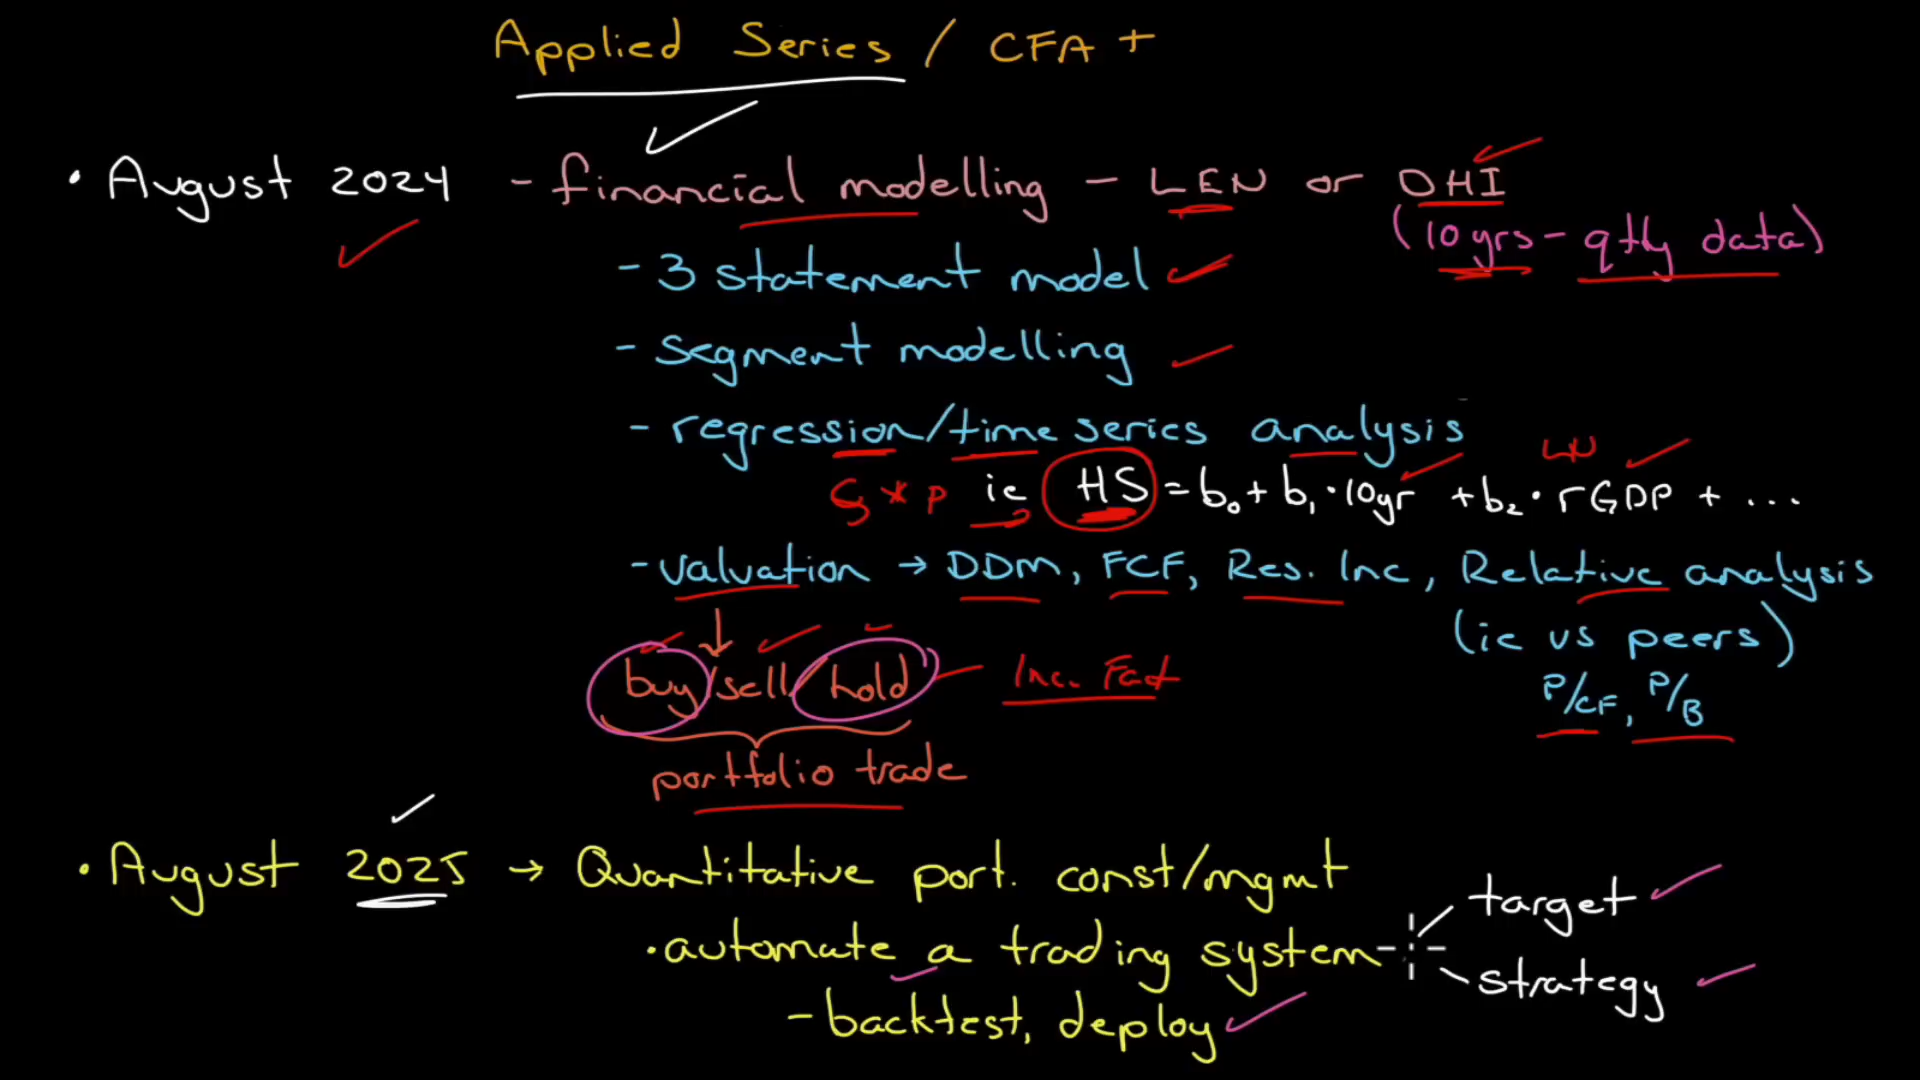 Applied Series / CFA +
• August 2024 - financial modelling - LEN or DHI
(10 yrs - qtly data)
- 3 statement model
- segment modelling
- regression/time series analysis
LN
Q * P ie HS = b₀ + b₁ · 10yr + b₂ · rGDP + ...
- valuation → DDM, FCF, Res. Inc, Relative analysis
(ie vs peers)
buy/sell/hold Inc. Fact
P/CF, P/B
portfolio trade
• August 2025 → Quantitative port. const/mgmt
target
• automate a trading system
strategy
- backtest, deploy